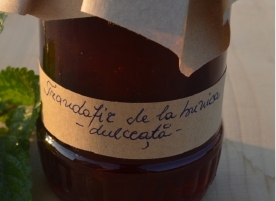 Trandafir de la bunica
- dulceață -